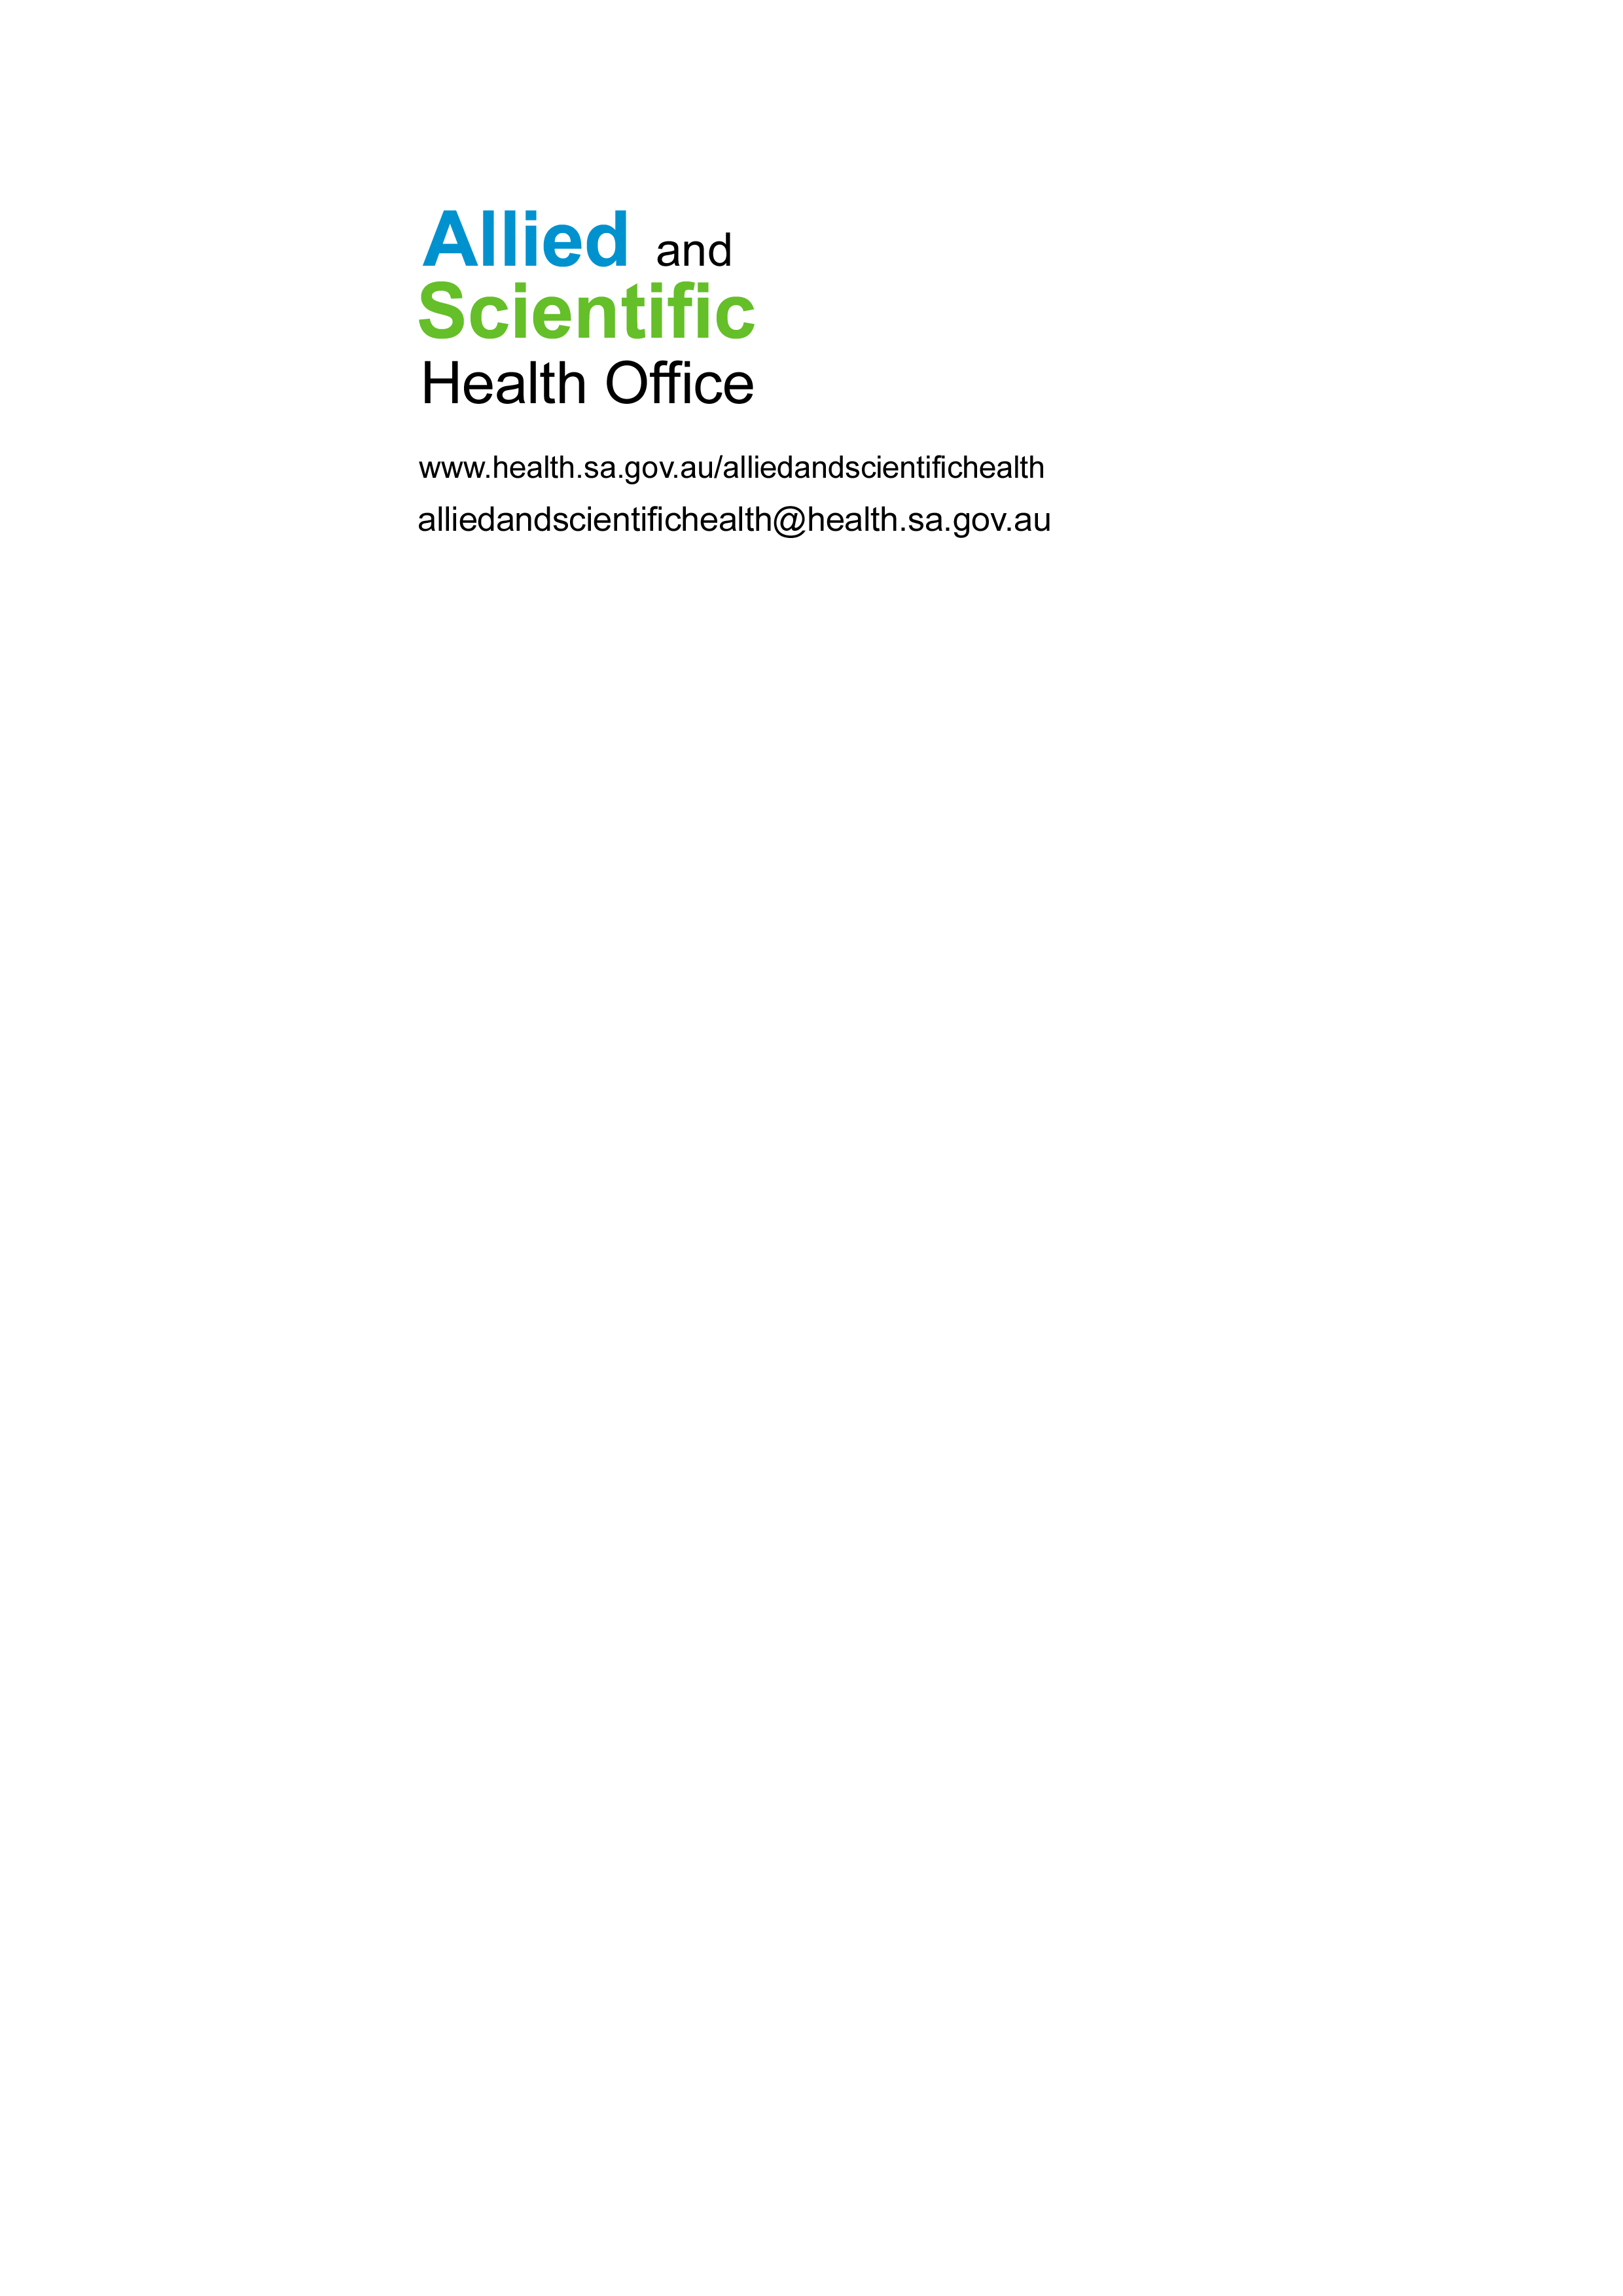 Allied and
Scientific
Health Office
www.health.sa.gov.au/alliedandscientifichealth
alliedandscientifichealth@health.sa.gov.au